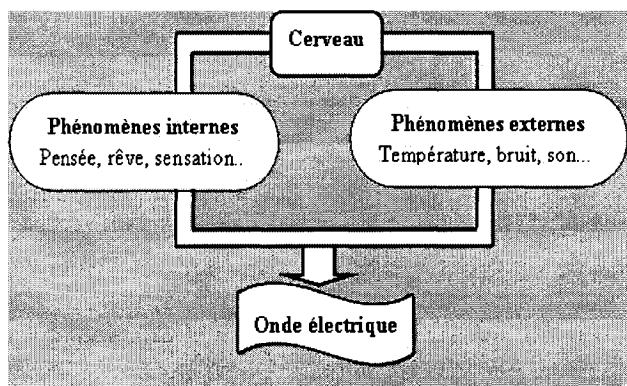 Cerveau
Phénomènes internes
Pensée, rêve, sensation..
Phénomènes externes
Température, bruit, son...
Onde électrique